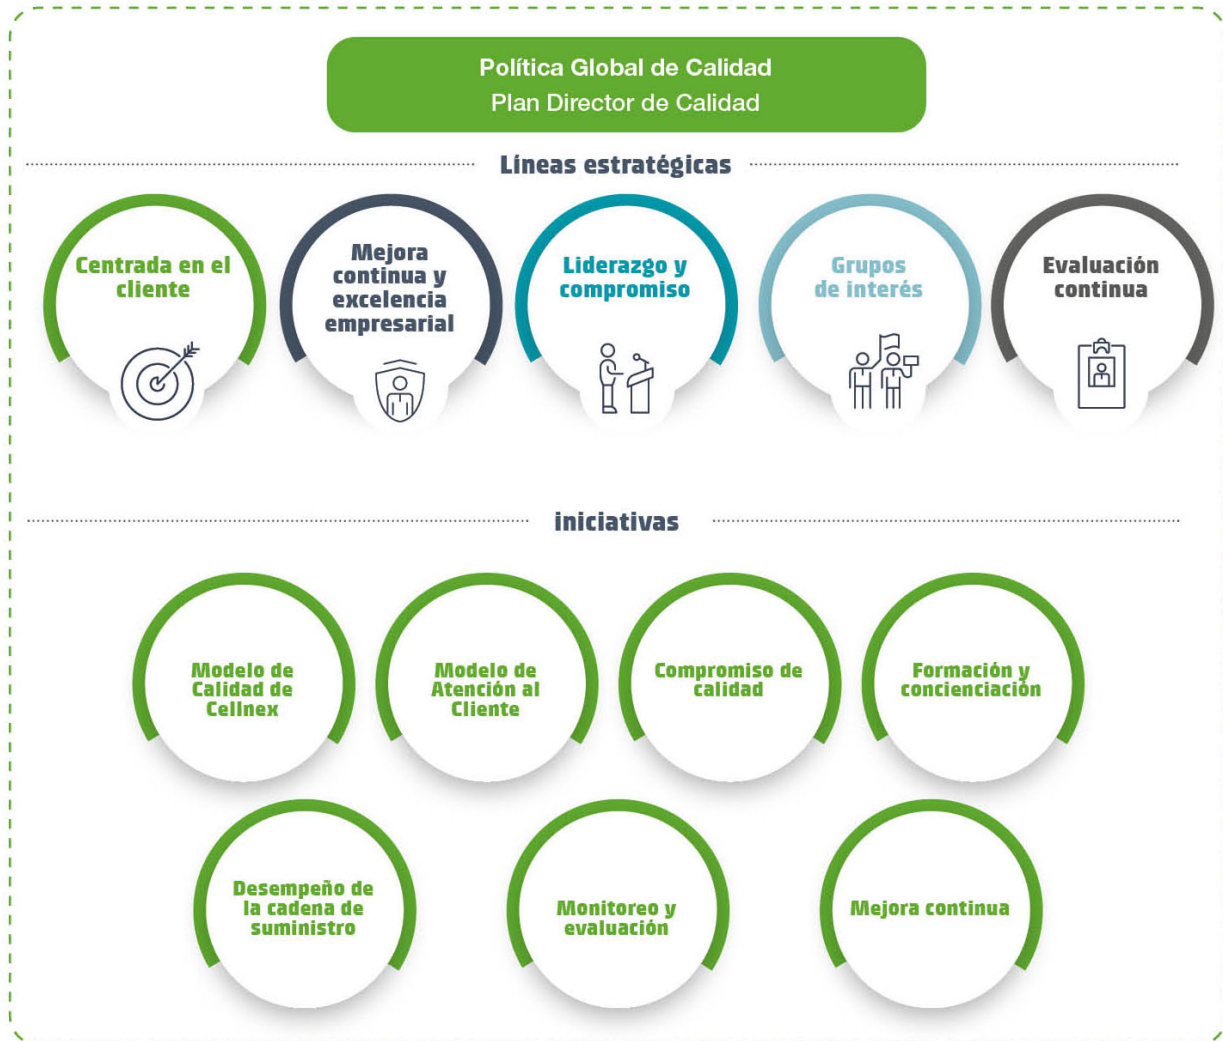 Política Global de Calidad
Plan Director de Calidad
Líneas estratégicas
Centrada en el
cliente
Mejora
continua y
excelencia
empresarial
Liderazgo y
compromiso
Grupos
de interés
Evaluación
continua
iniciativas
Modelo de
Calidad de
Cellnex
Modelo de
Atención al
Cliente
Compromiso de
calidad
Formación y
concienciación
Desempeño de
la cadena de
suministro
Monitoreo y
evaluación
Mejora continua